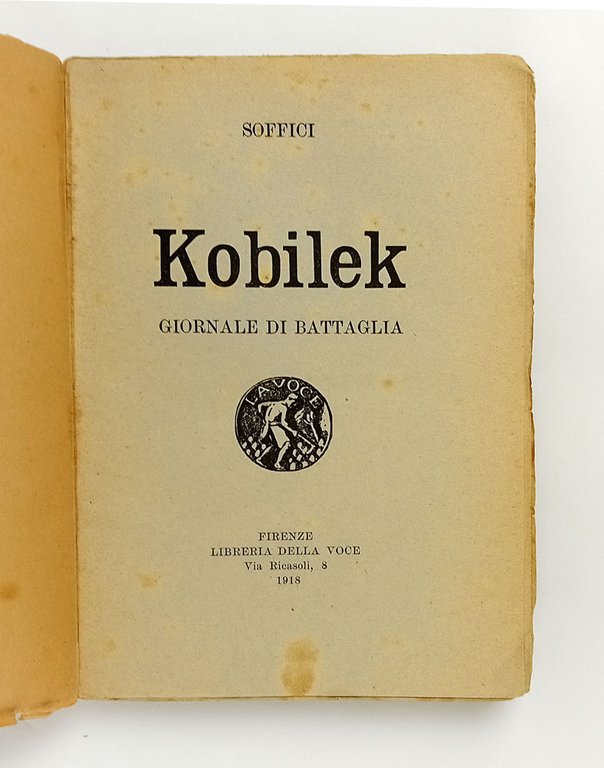 SOFFICI
Kobilek
GIORNALE DI BATTAGLIA
LA VOCE
FIRENZE
LIBRERIA DELLA VOCE
Via Ricasoli, 8
1918